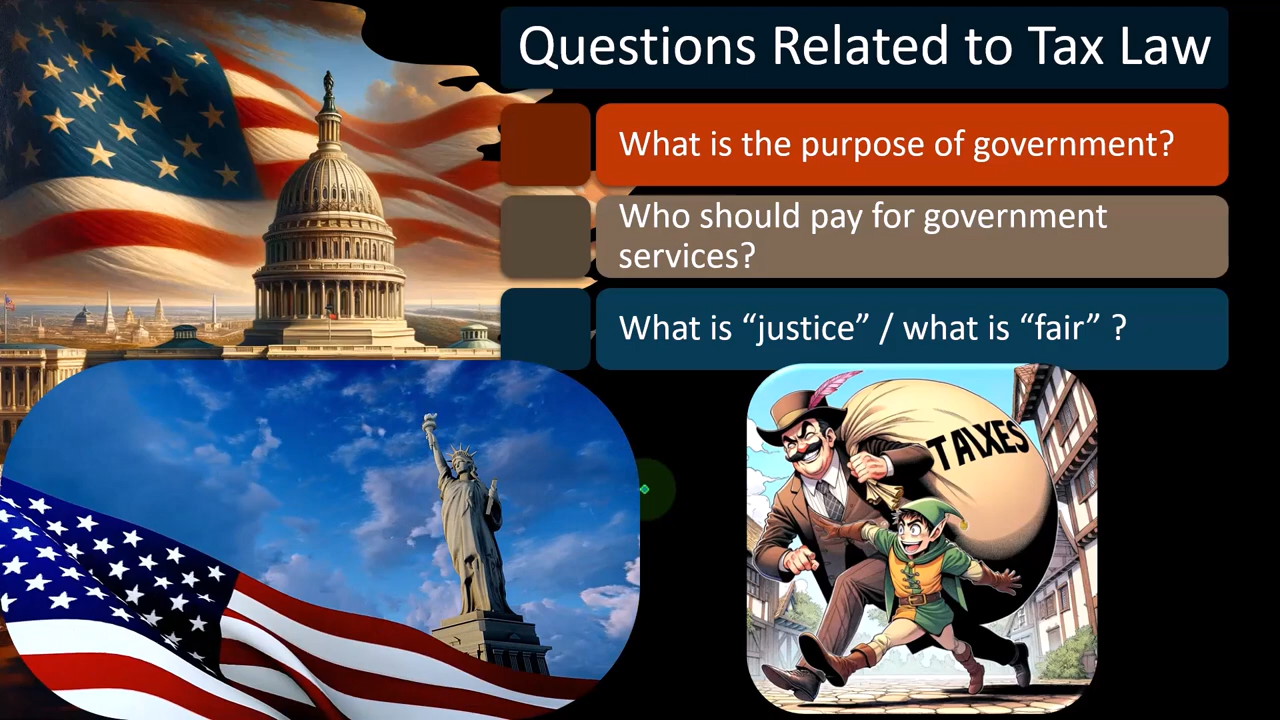 Questions Related to Tax Law
What is the purpose of government?
Who should pay for government
services?
What is “justice” / what is “fair” ?
TAIXES